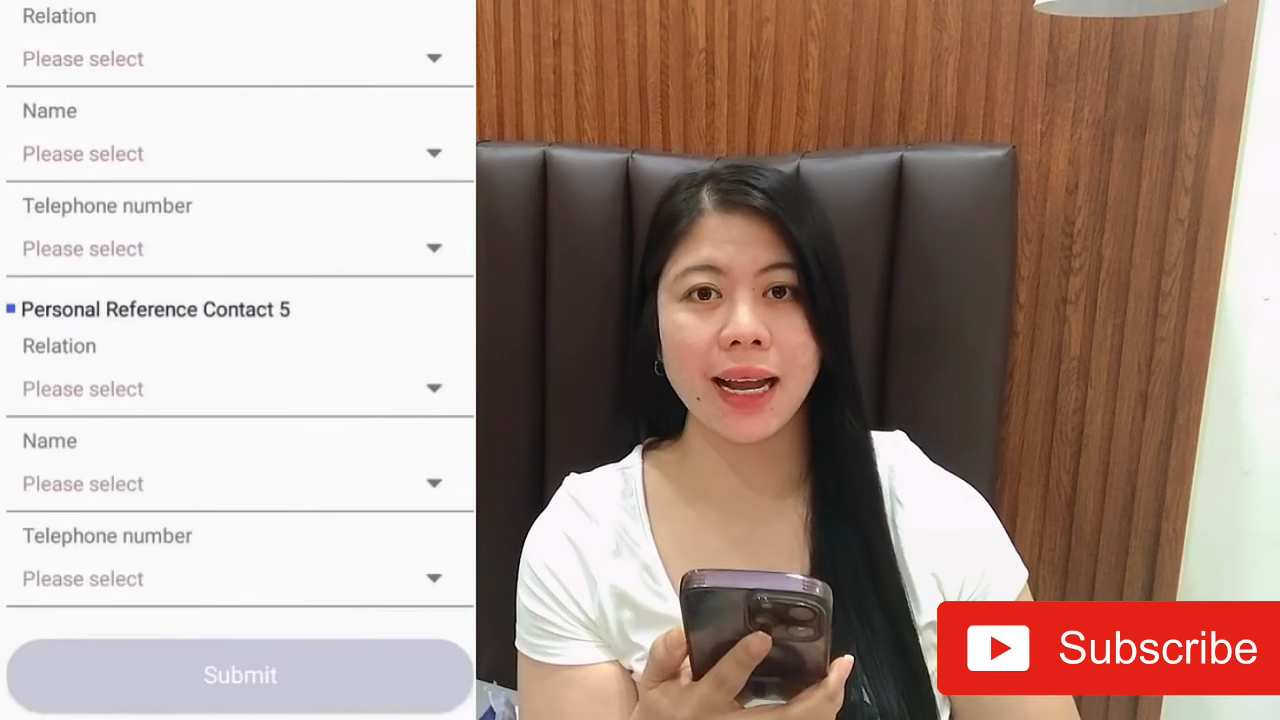 Relation
Please select
Name
Please select
Telephone number
Please select
Personal Reference Contact 5
Relation
Please select
Name
Please select
Telephone number
Please select
Submit
Subscribe